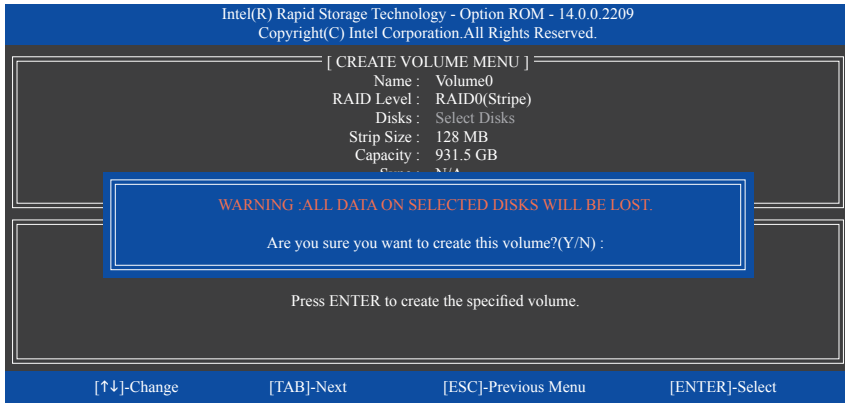 Intel(R) Rapid Storage Technology - Option ROM - 14.0.0.2209
Copyright(C) Intel Corporation.All Rights Reserved.
[ CREATE VOLUME MENU ]
Name : Volume0
RAID Level : RAID0(Stripe)
Disks : Select Disks
Strip Size : 128 MB
Capacity : 931.5 GB
Sync : N/A
WARNING :ALL DATA ON SELECTED DISKS WILL BE LOST.
Are you sure you want to create this volume?(Y/N) :
Press ENTER to create the specified volume.
[↑↓]-Change [TAB]-Next [ESC]-Previous Menu [ENTER]-Select